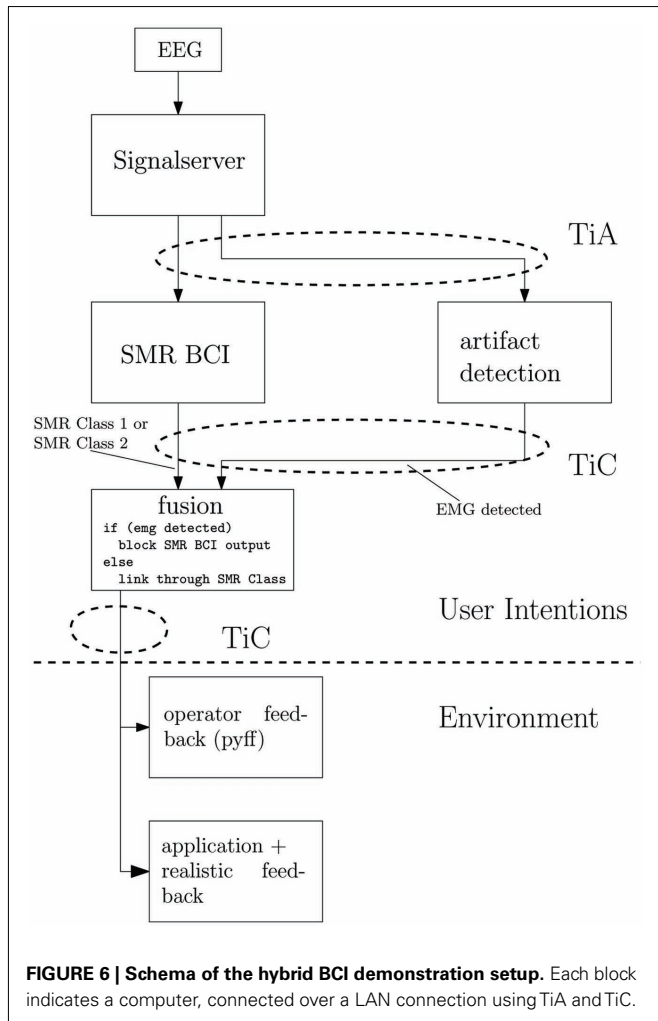 EEG
Signalserver
TiA
SMR BCI
artifact
detection
SMR Class 1 or
SMR Class 2
TiC
EMG detected
fusion
if (emg detected)
block SMR BCI output
else
link through SMR Class
User Intentions
TiC
Environment
operator feed-
back (pyff)
application +
realistic feed-
back
FIGURE 6 | Schema of the hybrid BCI demonstration setup. Each block
indicates a computer, connected over a LAN connection using TiA and TiC.